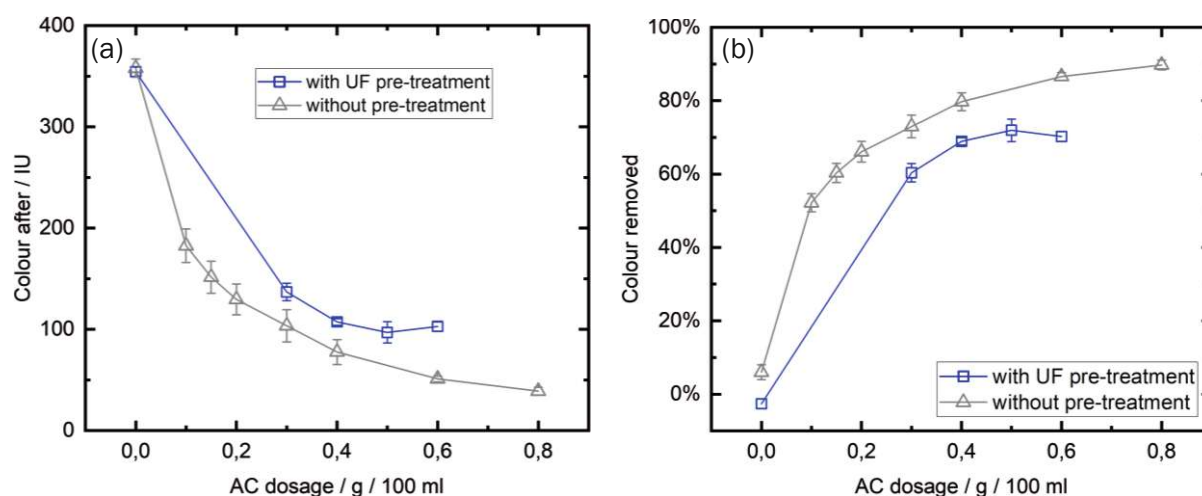 (a)
with UF pre-treatment
without pre-treatment
400
300
200
100
0
Colour after / IU
0,0 0,2 0,4 0,6 0,8
AC dosage / g / 100 ml
(b)
100%
80%
60%
40%
20%
0%
Colour removed
with UF pre-treatment
without pre-treatment
0,0 0,2 0,4 0,6 0,8
AC dosage / g / 100 ml